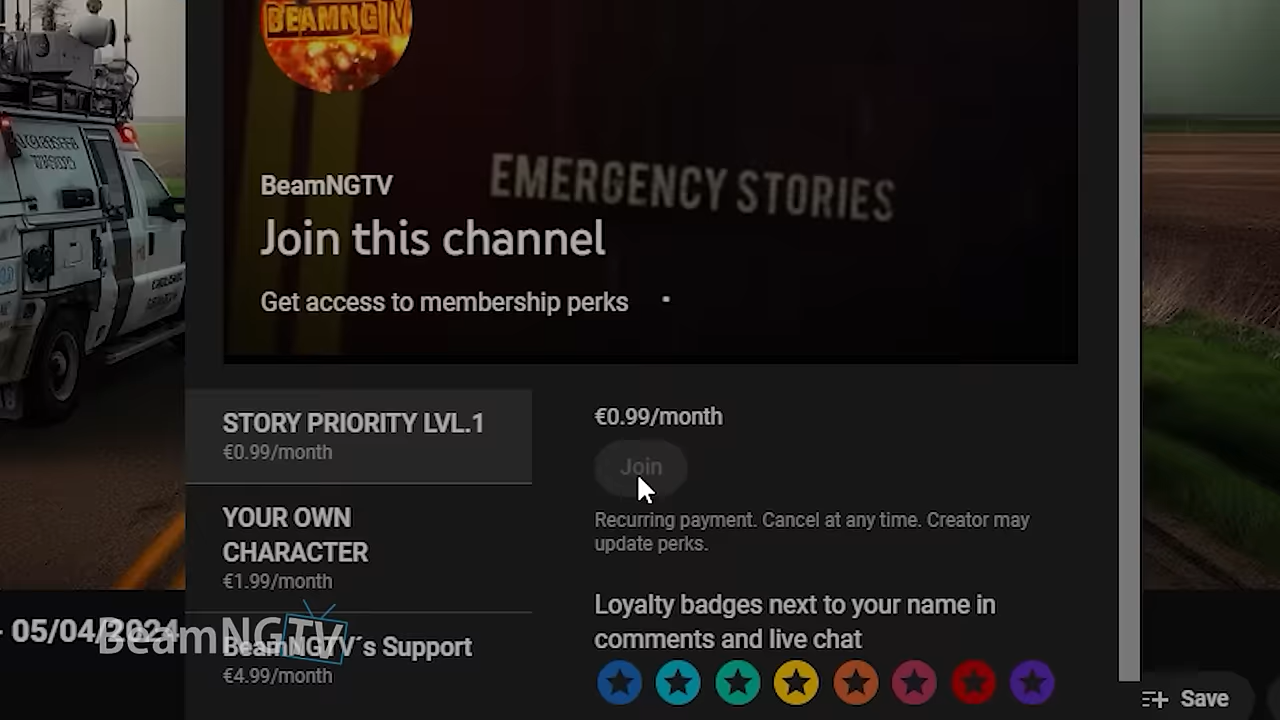 BEAMNGTV
BeamNGTV
EMERGENCY STORIES
Join this channel
Get access to membership perks
STORY PRIORITY LVL.1
€0.99/month
YOUR OWN
CHARACTER
€1.99/month
BeamNGTV´s Support
€4.99/month
€0.99/month
Join
Recurring payment. Cancel at any time. Creator may
update perks.
Loyalty badges next to your name in
comments and live chat
- 05/04/2024
BeamNGTV
Save